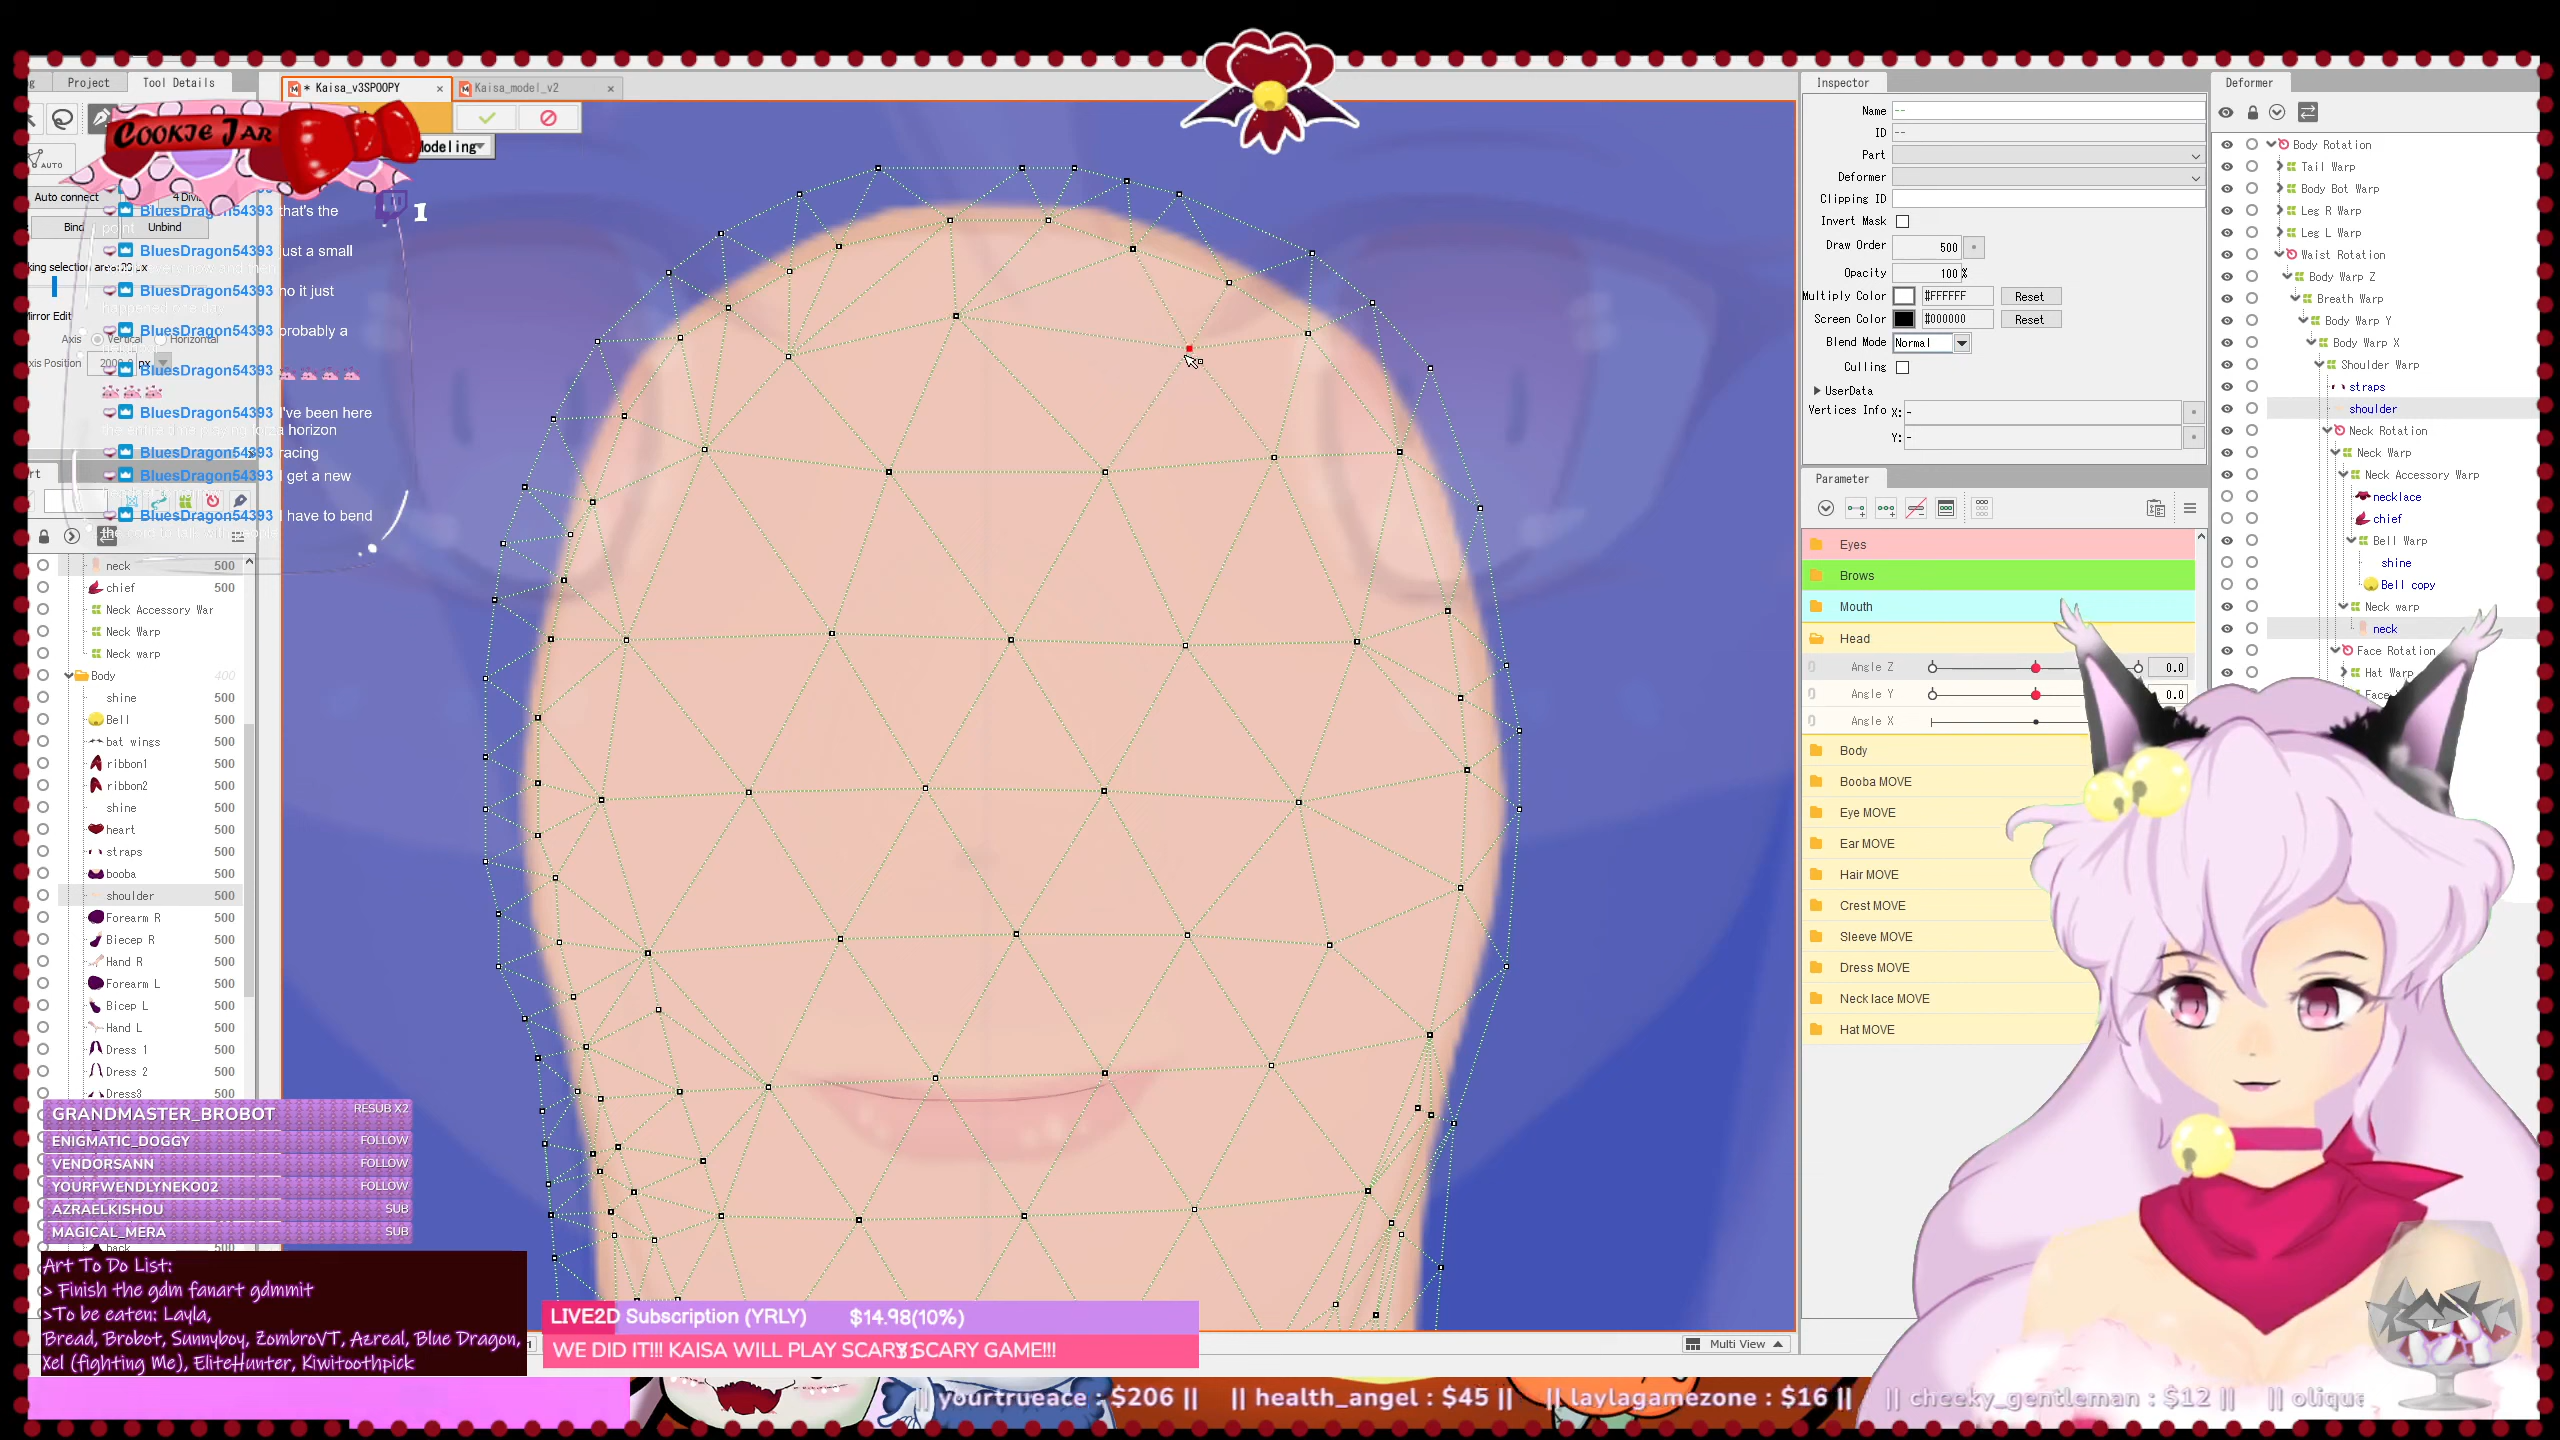 Project
Tool Details
* Kaisa_v3SPOOPY
Kaisa_model_v2
COOKIE JAR
Modeling
AUTO
Auto connect
Bind
Unbind
1
BluesDragon54393 that's the
point
BluesDragon54393 just a small
BluesDragon54393 no it just
BluesDragon54393 probably a
Axis Vertical Horizontal
BluesDragon54393
BluesDragon54393 I've been here
BluesDragon54393 racing
BluesDragon54393 I get a new
BluesDragon54393 I have to bend
neck 500
chief 500
Neck Accessory War
Neck Warp
Neck warp
Body 400
shine 500
Bell 500
bat wings 500
ribbon1 500
ribbon2 500
shine 500
heart 500
straps 500
booba 500
shoulder 500
Forearm R 500
Biecep R 500
Hand R 500
Forearm L 500
Bicep L 500
Hand L 500
Dress 1 500
Dress 2 500
Dress3 500
GRANDMASTER_BROBOT RESUB X2
ENIGMATIC_DOGGY FOLLOW
VENDORSANN FOLLOW
YOURFWENDLYNEKO02 FOLLOW
AZRAELKISHOU SUB
MAGICAL_MERA SUB
Art To Do List:
> Finish the gdm fanart gdmmit
>To be eaten: Layla,
Bread, Brobot, Sunnyboy, ZombroVT, Azreal, Blue Dragon,
Xel (fighting Me), EliteHunter, Kiwitoothpick
LIVE2D Subscription (YRLY) $14.98(10%)
WE DID IT!!! KAISA WILL PLAY SCARY SCARY GAME!!!
Multi View
|| yourtrueace : $206 || || health_angel : $45 || || laylagamezone : $16 || || cheeky_gentleman : $12 || || olique
Inspector
Name --
ID --
Part
Deformer
Clipping ID
Invert Mask
Draw Order 500
Opacity 100 %
Multiply Color #FFFFFF Reset
Screen Color #000000 Reset
Blend Mode Normal
Culling
UserData
Vertices Info X: -
Y: -
Parameter
Eyes
Brows
Mouth
Head
Angle Z 0.0
Angle Y 0.0
Angle X
Body
Booba MOVE
Eye MOVE
Ear MOVE
Hair MOVE
Crest MOVE
Sleeve MOVE
Dress MOVE
Necklace MOVE
Hat MOVE
Deformer
Body Rotation
Tail Warp
Body Bot Warp
Leg R Warp
Leg L Warp
Waist Rotation
Body Warp Z
Breath Warp
Body Warp Y
Body Warp X
Shoulder Warp
straps
shoulder
Neck Rotation
Neck Warp
Neck Accessory Warp
necklace
chief
Bell Warp
shine
Bell copy
Neck warp
neck
Face Rotation
Hat Warp